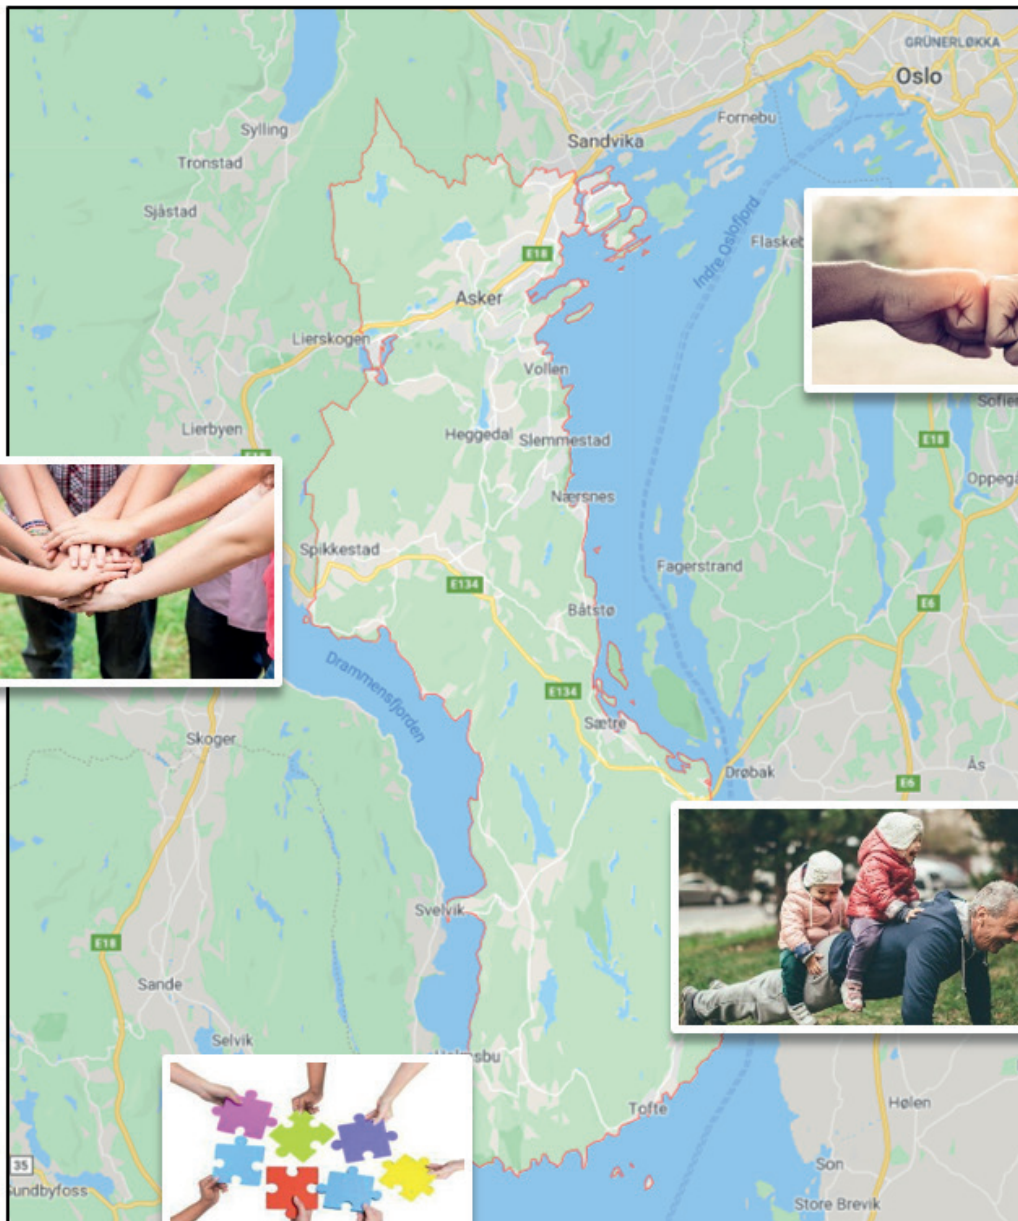 GRÜNERLØKKA
Oslo
Fornebu
Sylling
Sandvika
Tronstad
Sjåstad
Indre Oslofjord
E18
Asker
Lierskogen
Vollen
Lierbyen
Heggedal
Slemmestad
E18
Nærsnes
Spikkestad
Fagerstrand
E134
Båtstø
E6
Drammensfjorden
E134
Sætre
Skoger
Drøbak
Ås
E6
Svelvik
E18
Sande
Selvik
Tofte
Hølen
35
Son
Store Brevik